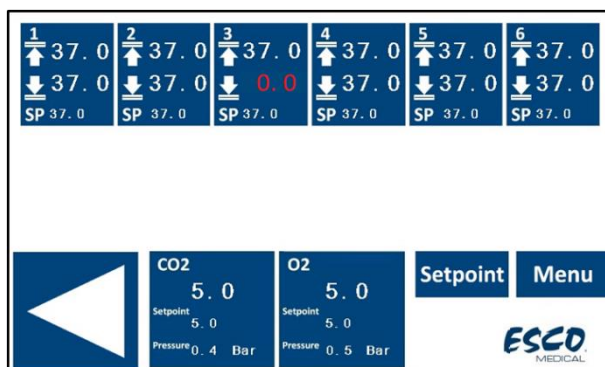 1 2 3 4 5 6
37.0 37.0 37.0 37.0 37.0 37.0
37.0 37.0 0.0 37.0 37.0 37.0
SP 37.0 SP 37.0 SP 37.0 SP 37.0 SP 37.0 SP 37.0
CO2 O2 Setpoint Menu
5.0 5.0
Setpoint Setpoint
5.0 5.0
Pressure 0.4 Bar Pressure 0.5 Bar
ESCO
MEDICAL